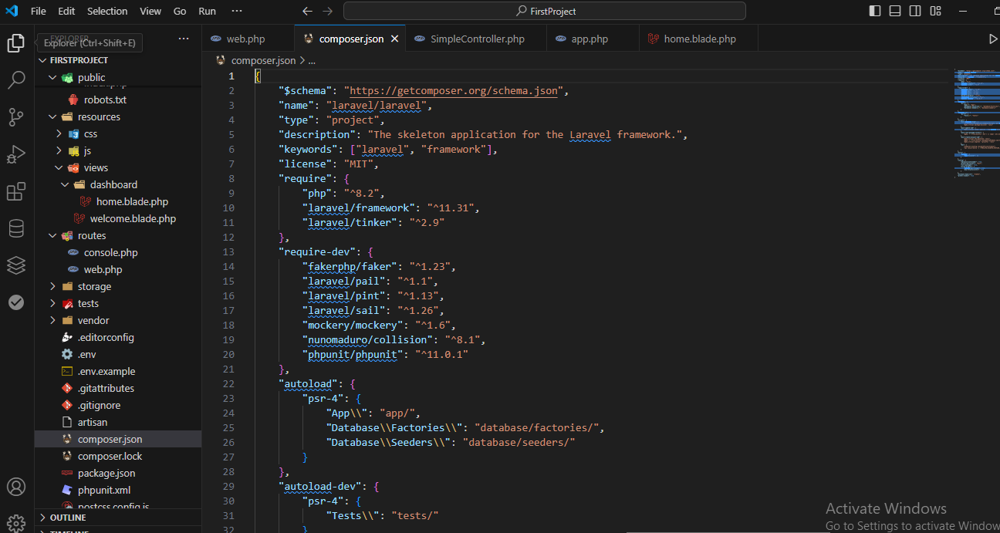 File Edit Selection View Go Run ··· FirstProject
EXPLORER ···
Explorer (Ctrl+Shift+E)
FIRSTPROJECT
public
robots.txt
resources
css
js
views
dashboard
home.blade.php
welcome.blade.php
routes
console.php
web.php
storage
tests
vendor
.editorconfig
.env
.env.example
.gitattributes
.gitignore
artisan
composer.json
composer.lock
package.json
phpunit.xml
postcss.config.js
OUTLINE
TIMELINE
web.php composer.json SimpleController.php app.php home.blade.php
composer.json > ...
1 {
2 "$schema": "https://getcomposer.org/schema.json",
3 "name": "laravel/laravel",
4 "type": "project",
5 "description": "The skeleton application for the Laravel framework.",
6 "keywords": ["laravel", "framework"],
7 "license": "MIT",
8 "require": {
9 "php": "^8.2",
10 "laravel/framework": "^11.31",
11 "laravel/tinker": "^2.9"
12 },
13 "require-dev": {
14 "fakerphp/faker": "^1.23",
15 "laravel/pail": "^1.1",
16 "laravel/pint": "^1.13",
17 "laravel/sail": "^1.26",
18 "mockery/mockery": "^1.6",
19 "nunomaduro/collision": "^8.1",
20 "phpunit/phpunit": "^11.0.1"
21 },
22 "autoload": {
23 "psr-4": {
24 "App\\": "app/",
25 "Database\\Factories\\": "database/factories/",
26 "Database\\Seeders\\": "database/seeders/"
27 }
28 },
29 "autoload-dev": {
30 "psr-4": {
31 "Tests\\": "tests/"
32 }
Activate Windows
Go to Settings to activate Window